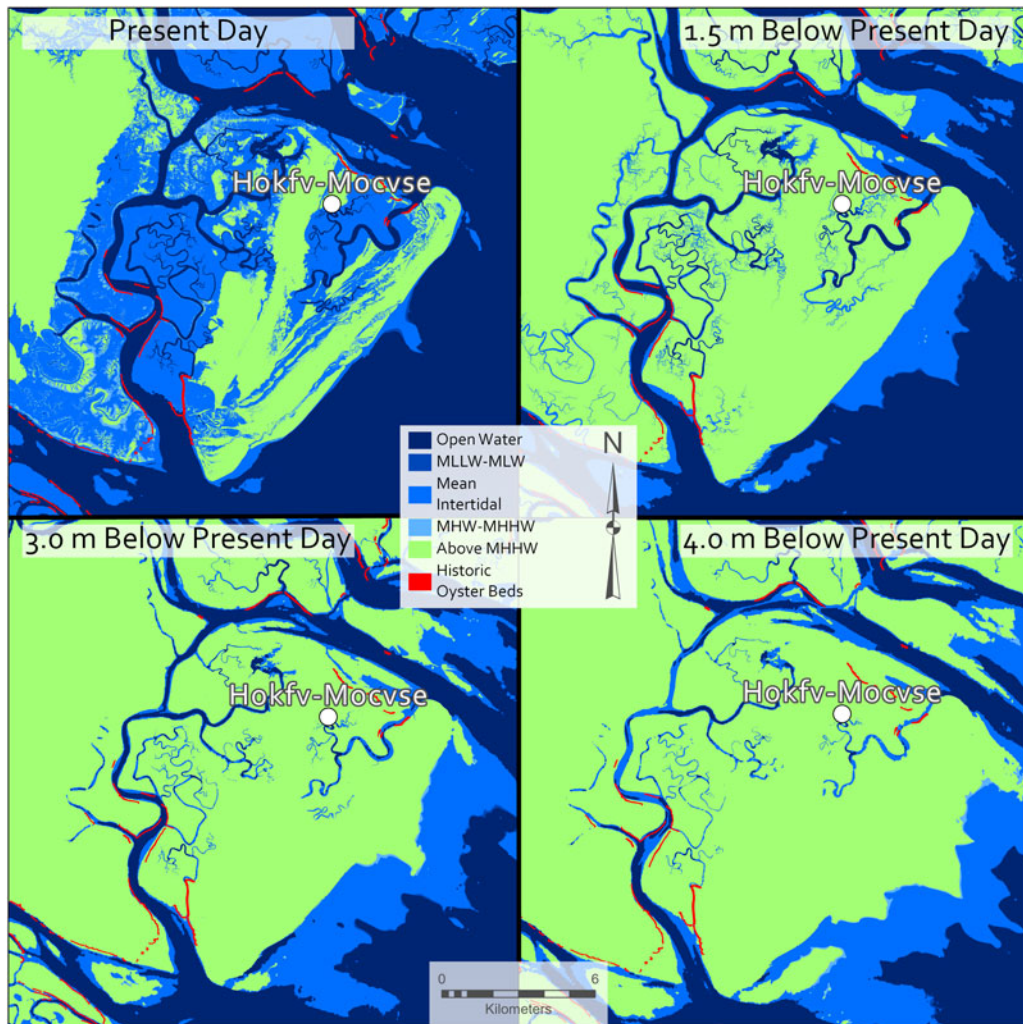 Present Day
1.5 m Below Present Day
Hokfv-Mocvse
Hokfv-Mocvse
Open Water
MLLW-MLW
Mean
Intertidal
MHW-MHHW
Above MHHW
Historic
Oyster Beds
N
3.0 m Below Present Day
4.0 m Below Present Day
Hokfv-Mocvse
Hokfv-Mocvse
0 6
Kilometers